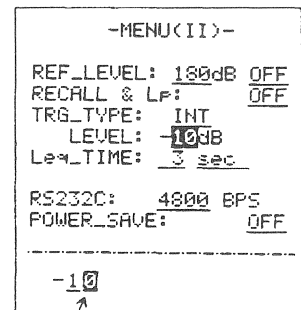 -MENU(II)-
REF_LEVEL: 180dB OFF
RECALL & Lp: OFF
TRG_TYPE: INT
LEVEL: -10dB
Leq_TIME: 3 sec
RS232C: 4800 BPS
POWER_SAVE: OFF
-10